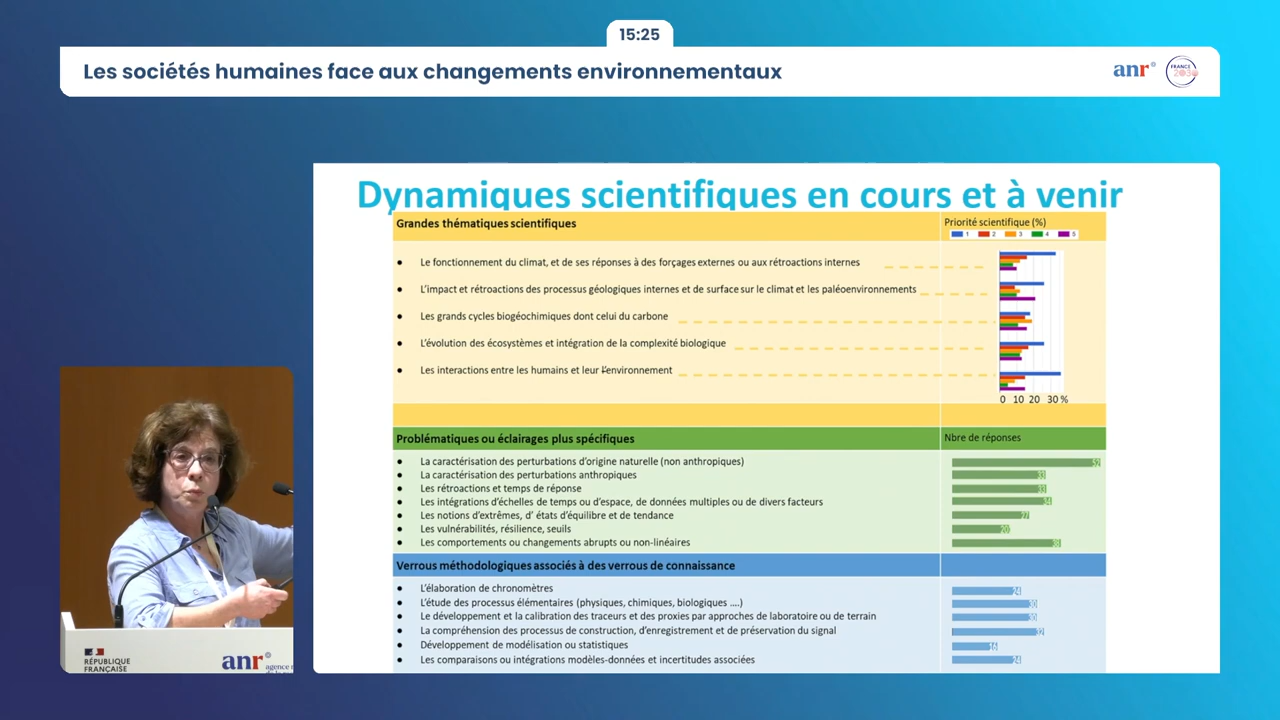 15:25
Les sociétés humaines face aux changements environnementaux
anr
FRANCE
2030
Dynamiques scientifiques en cours et à venir
Grandes thématiques scientifiques
Priorité scientifique (%)
1 2 3 4 5
Le fonctionnement du climat, et de ses réponses à des forçages externes ou aux rétroactions internes
L'impact et rétroactions des processus géologiques internes et de surface sur le climat et les paléoenvironnements
Les grands cycles biogéochimiques dont celui du carbone
L'évolution des écosystèmes et intégration de la complexité biologique
Les interactions entre les humains et leur l'environnement
0 10 20 30 %
Problématiques ou éclairages plus spécifiques
Nbre de réponses
La caractérisation des perturbations d'origine naturelle (non anthropiques)
52
La caractérisation des perturbations anthropiques
33
Les rétroactions et temps de réponse
33
Les intégrations d'échelles de temps ou d'espace, de données multiples ou de divers facteurs
34
Les notions d'extrêmes, d' états d'équilibre et de tendance
27
Les vulnérabilités, résilience, seuils
20
Les comportements ou changements abrupts ou non-linéaires
38
Verrous méthodologiques associés à des verrous de connaissance
L'élaboration de chronomètres
24
L'étude des processus élémentaires (physiques, chimiques, biologiques ....)
30
Le développement et la calibration des traceurs et des proxies par approches de laboratoire ou de terrain
30
La compréhension des processus de construction, d'enregistrement et de préservation du signal
32
Développement de modélisation ou statistiques
16
Les comparaisons ou intégrations modèles-données et incertitudes associées
24
RÉPUBLIQUE
FRANÇAISE
anr
agence